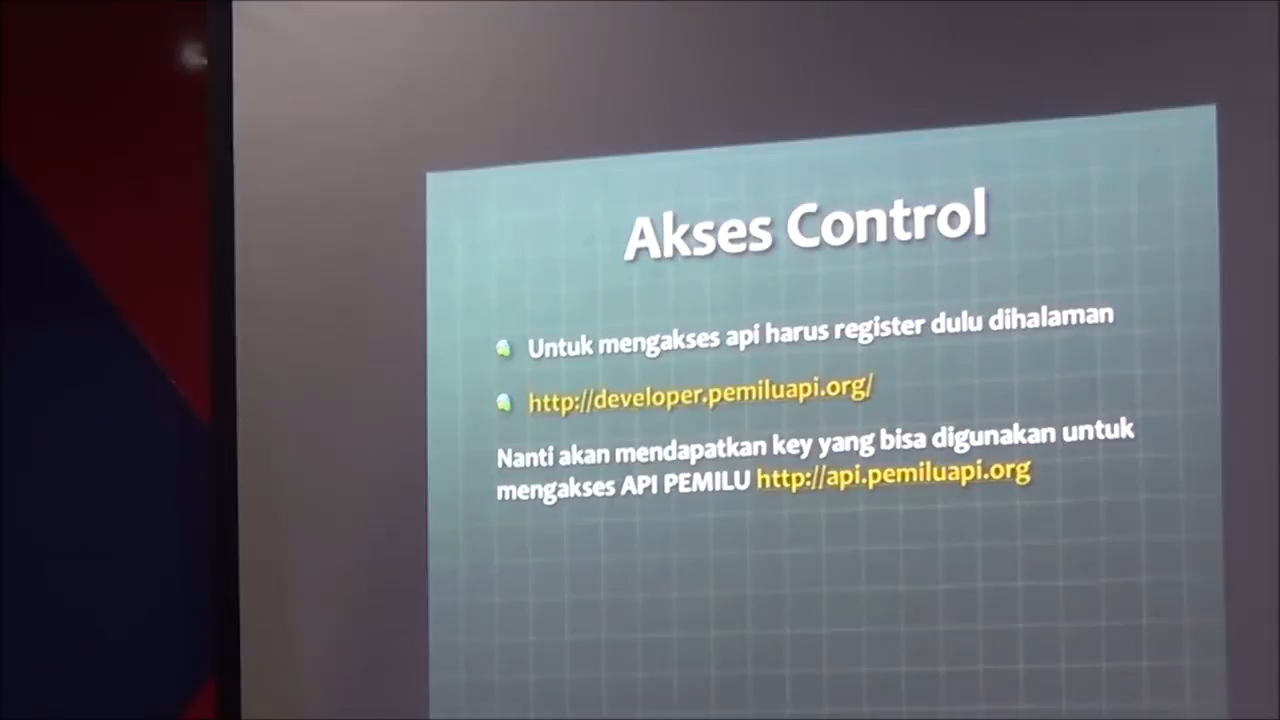 Akses Control
Untuk mengakses api harus register dulu dihalaman
http://developer.pemiluapi.org/
Nanti akan mendapatkan key yang bisa digunakan untuk
mengakses API PEMILU http://api.pemiluapi.org